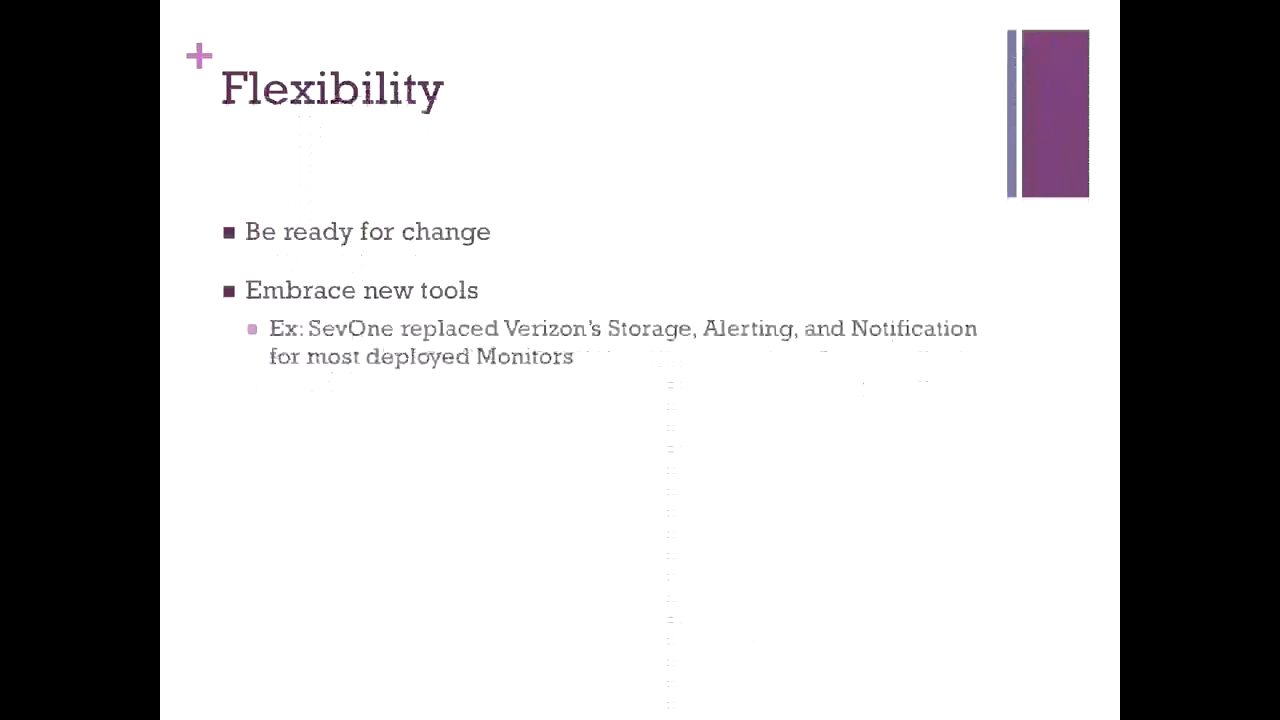 +
Flexibility
Be ready for change
Embrace new tools
Ex: SevOne replaced Verizon's Storage, Alerting, and Notification
for most deployed Monitors